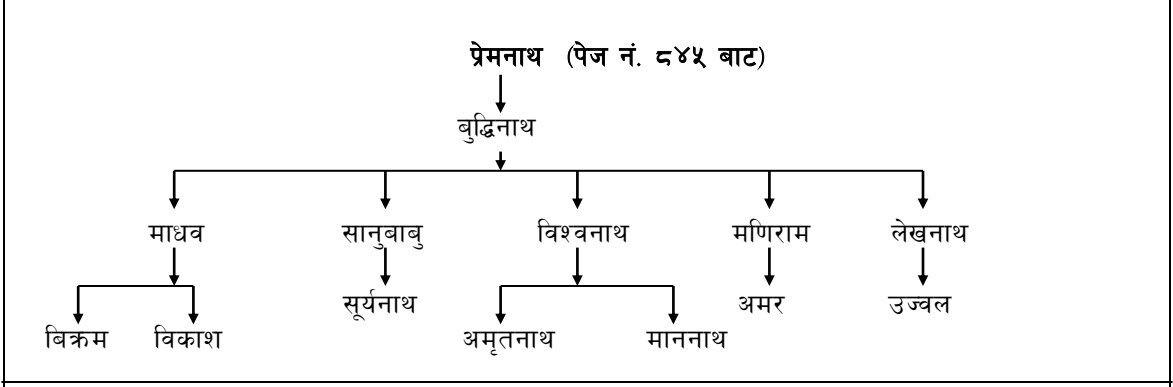 प्रेमनाथ (पेज नं. ८४५ बाट)
बुद्धिनाथ
माधव सानुबाबु विश्वनाथ मणिराम लेखनाथ
सूर्यनाथ अमर उज्वल
बिक्रम विकाश अमृतनाथ माननाथ